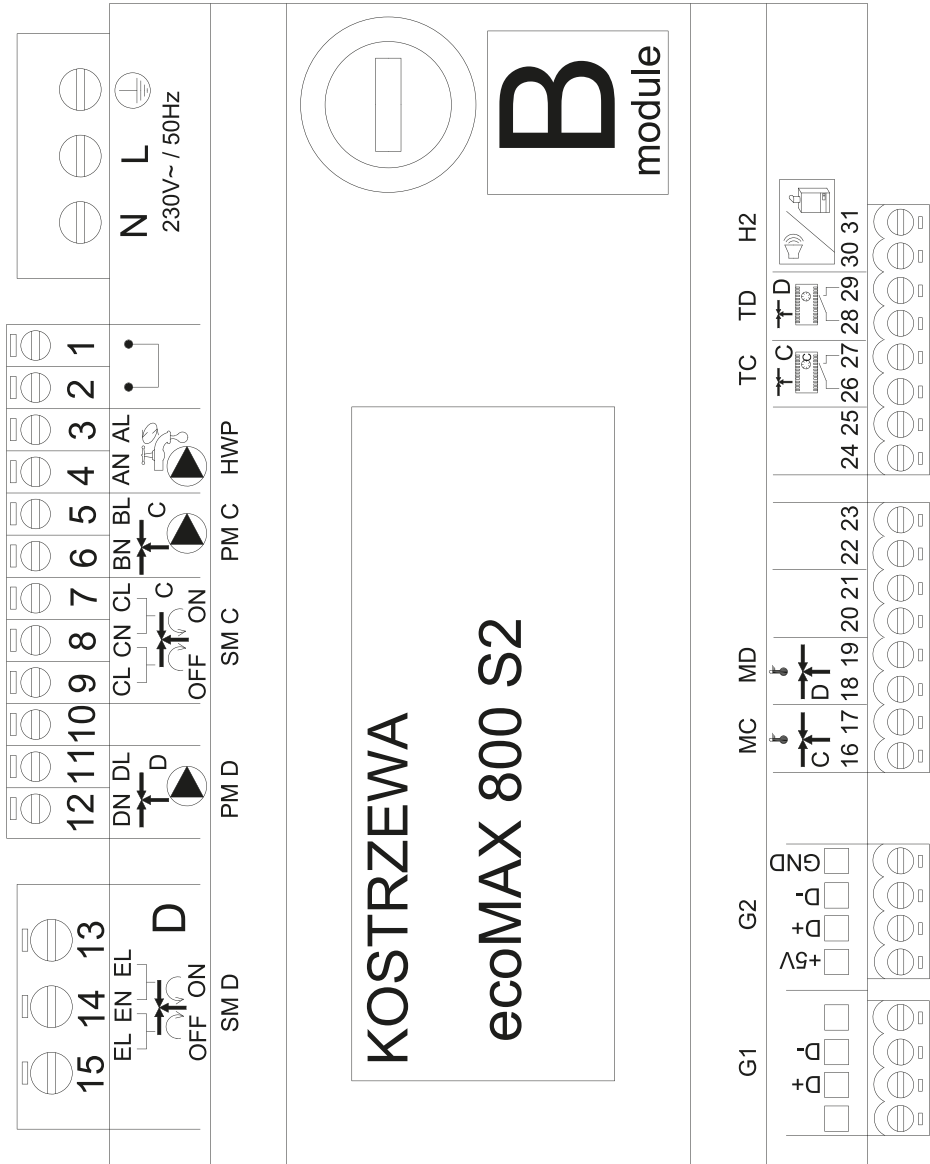 N L
230V~ / 50Hz
B
module
1
2
3
4
5
6
7
8
9
10
11
12
13
14
15
AN AL
BN BL
C
CL CN CL
C
OFF ON
DN DL
D
D
EL EN EL
OFF ON
HWP
PM C
SM C
PM D
SM D
KOSTRZEWA
ecoMAX 800 S2
H2
TD
TC
MD
MC
G2
G1
D
C
D
C
30 31
28 29
26 27
24 25
22 23
20 21
18 19
16 17
GND
D-
D+
+5V
D-
D+